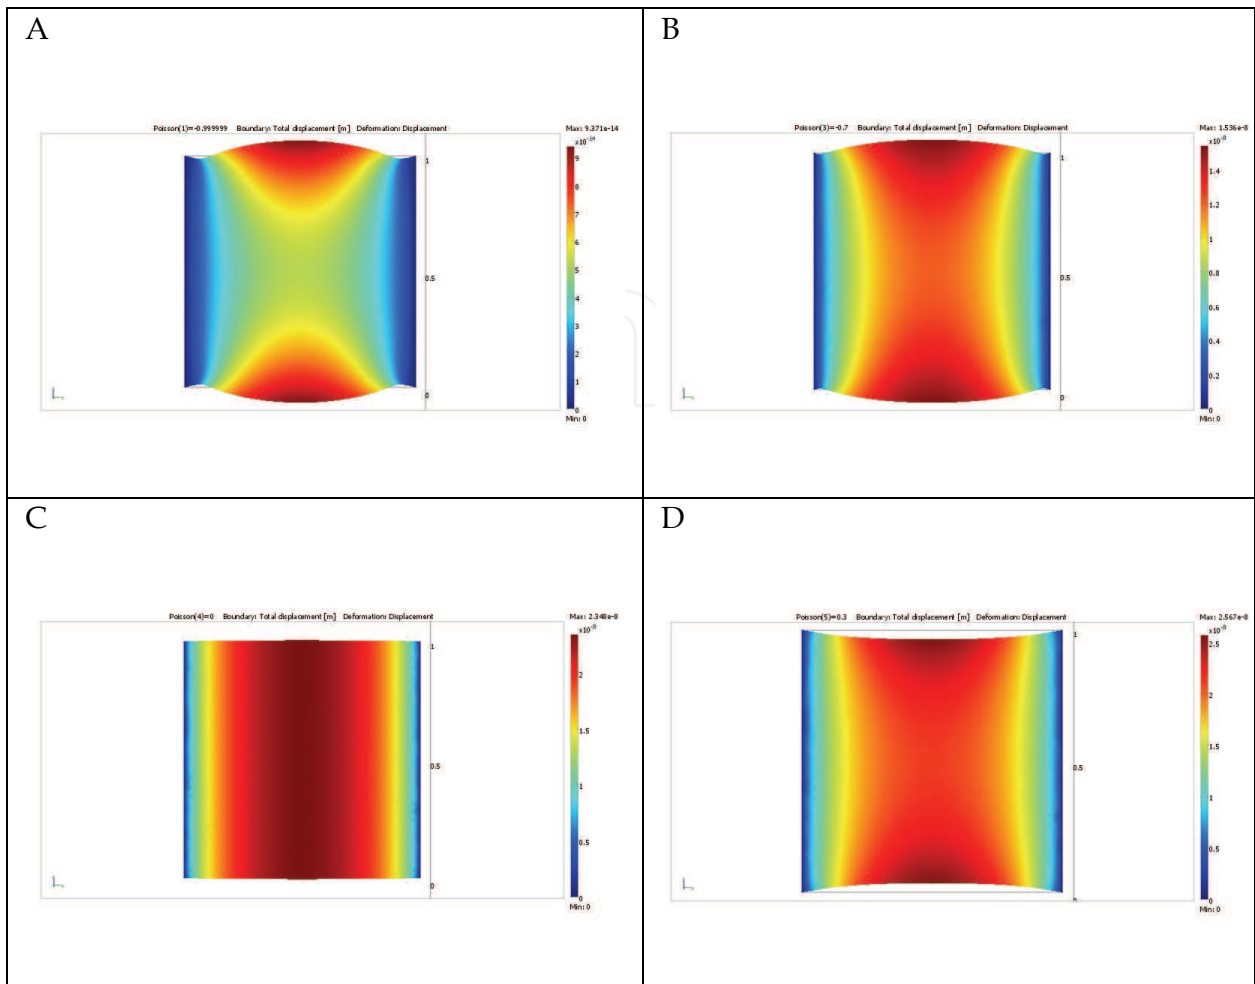 A
Poisson(1)=-0.999999 Boundary: Total displacement [m] Deformation: Displacement
Max: 9.371e-14
x10⁻¹⁴
9
8
7
6
5
4
3
2
1
0
Min: 0
1
0.5
0
B
Poisson(3)=-0.7 Boundary: Total displacement [m] Deformation: Displacement
Max: 1.536e-8
x10⁻⁸
1.4
1.2
1
0.8
0.6
0.4
0.2
0
Min: 0
1
0.5
0
C
Poisson(4)=0 Boundary: Total displacement [m] Deformation: Displacement
Max: 2.348e-8
x10⁻⁸
2
1.5
1
0.5
0
Min: 0
1
0.5
0
D
Poisson(5)=0.3 Boundary: Total displacement [m] Deformation: Displacement
Max: 2.567e-8
x10⁻⁸
2.5
2
1.5
1
0.5
0
Min: 0
1
0.5